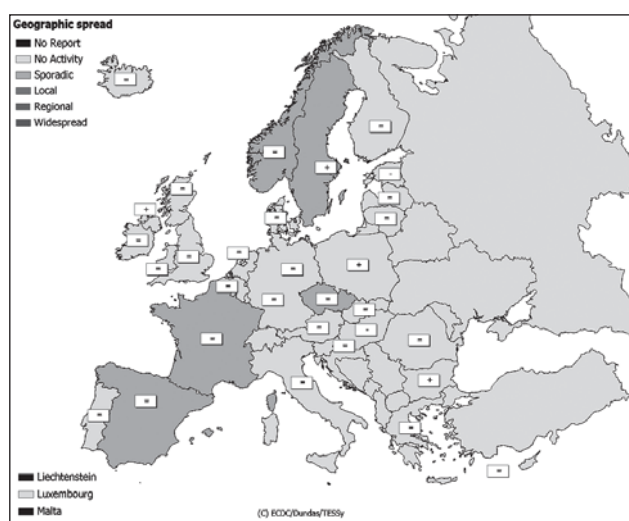 Geographic spread
No Report
No Activity
Sporadic
Local
Regional
Widespread
Liechtenstein
Luxembourg
Malta
(C) ECDC/Dundas/TESSy